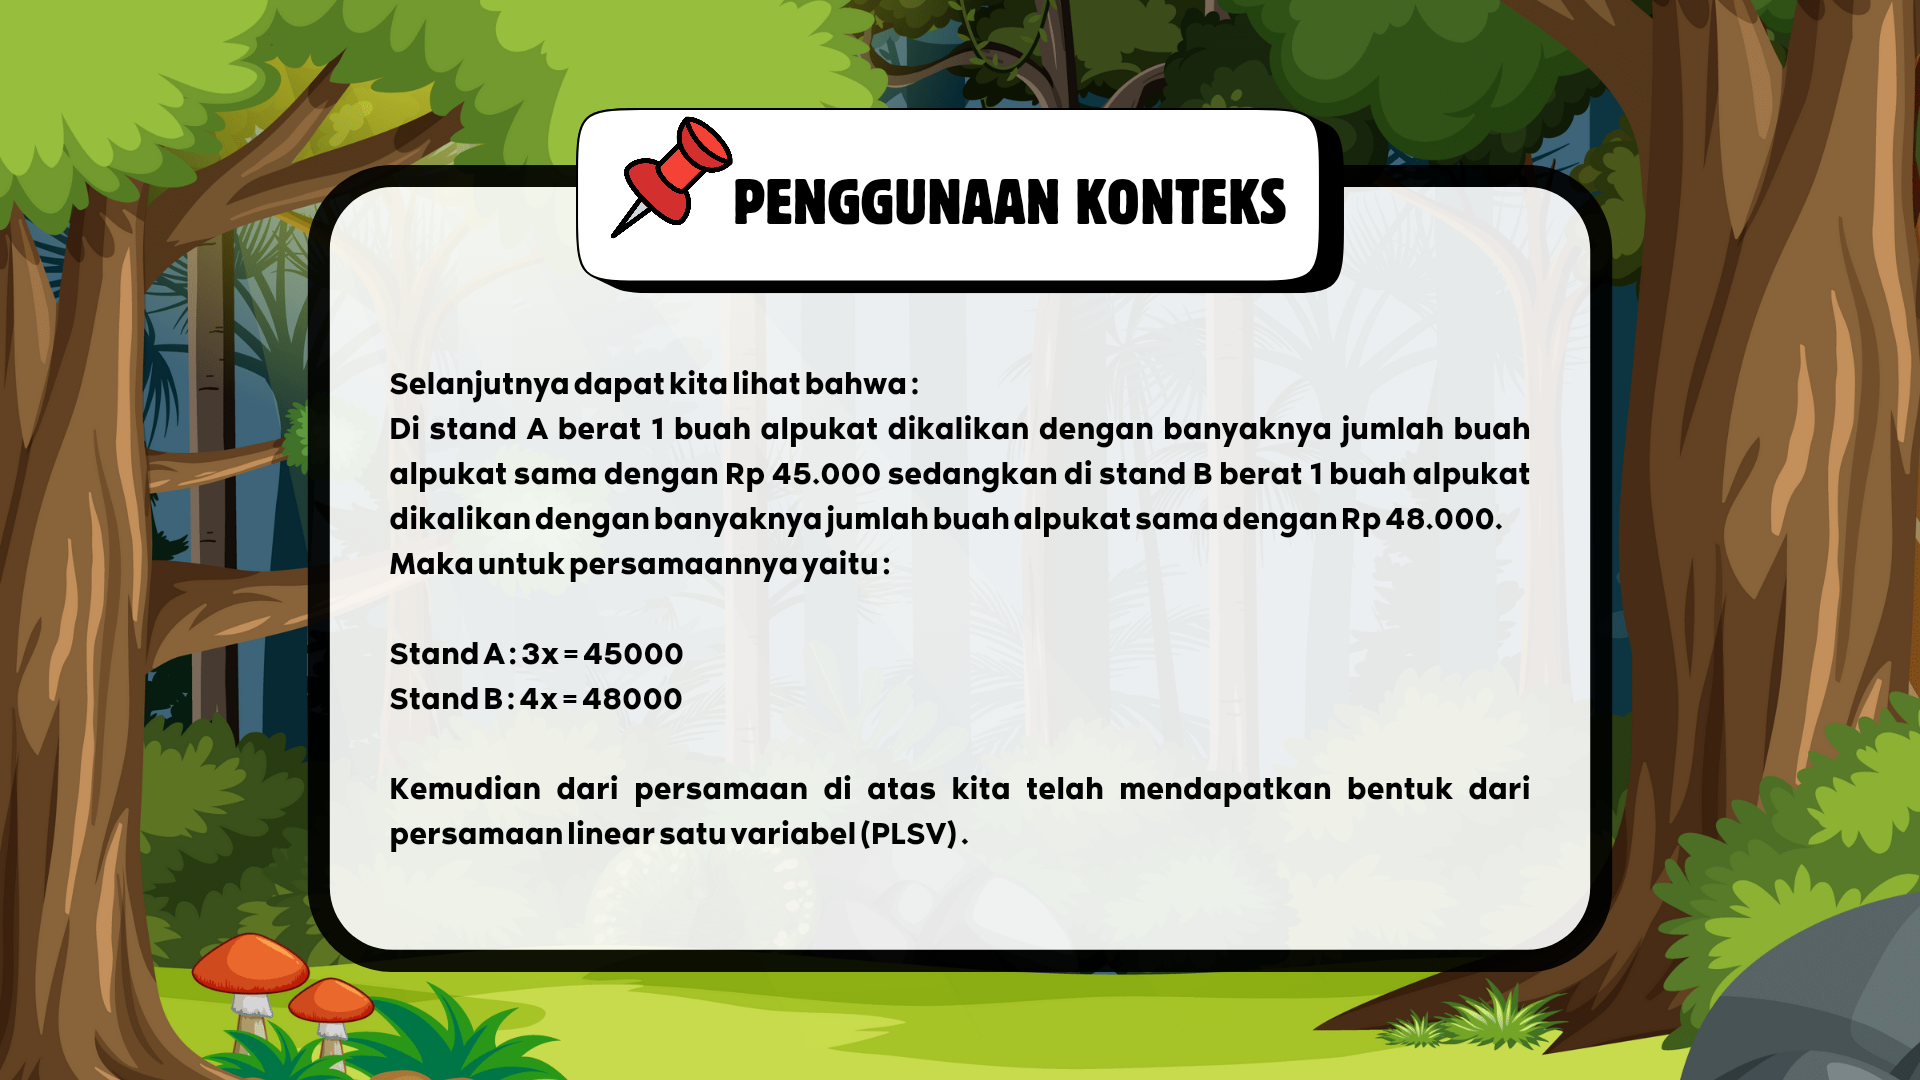 PENGGUNAAN KONTEKS
Selanjutnya dapat kita lihat bahwa :
Di stand A berat 1 buah alpukat dikalikan dengan banyaknya jumlah buah
alpukat sama dengan Rp 45.000 sedangkan di stand B berat 1 buah alpukat
dikalikan dengan banyaknya jumlah buah alpukat sama dengan Rp 48.000.
Maka untuk persamaannya yaitu :
Stand A : 3x = 45000
Stand B : 4x = 48000
Kemudian dari persamaan di atas kita telah mendapatkan bentuk dari
persamaan linear satu variabel (PLSV) .